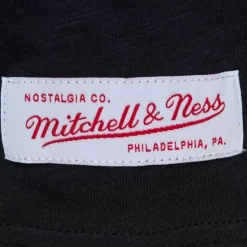 NOSTALGIA CO.
Mitchell & Ness
PHILADELPHIA, PA.